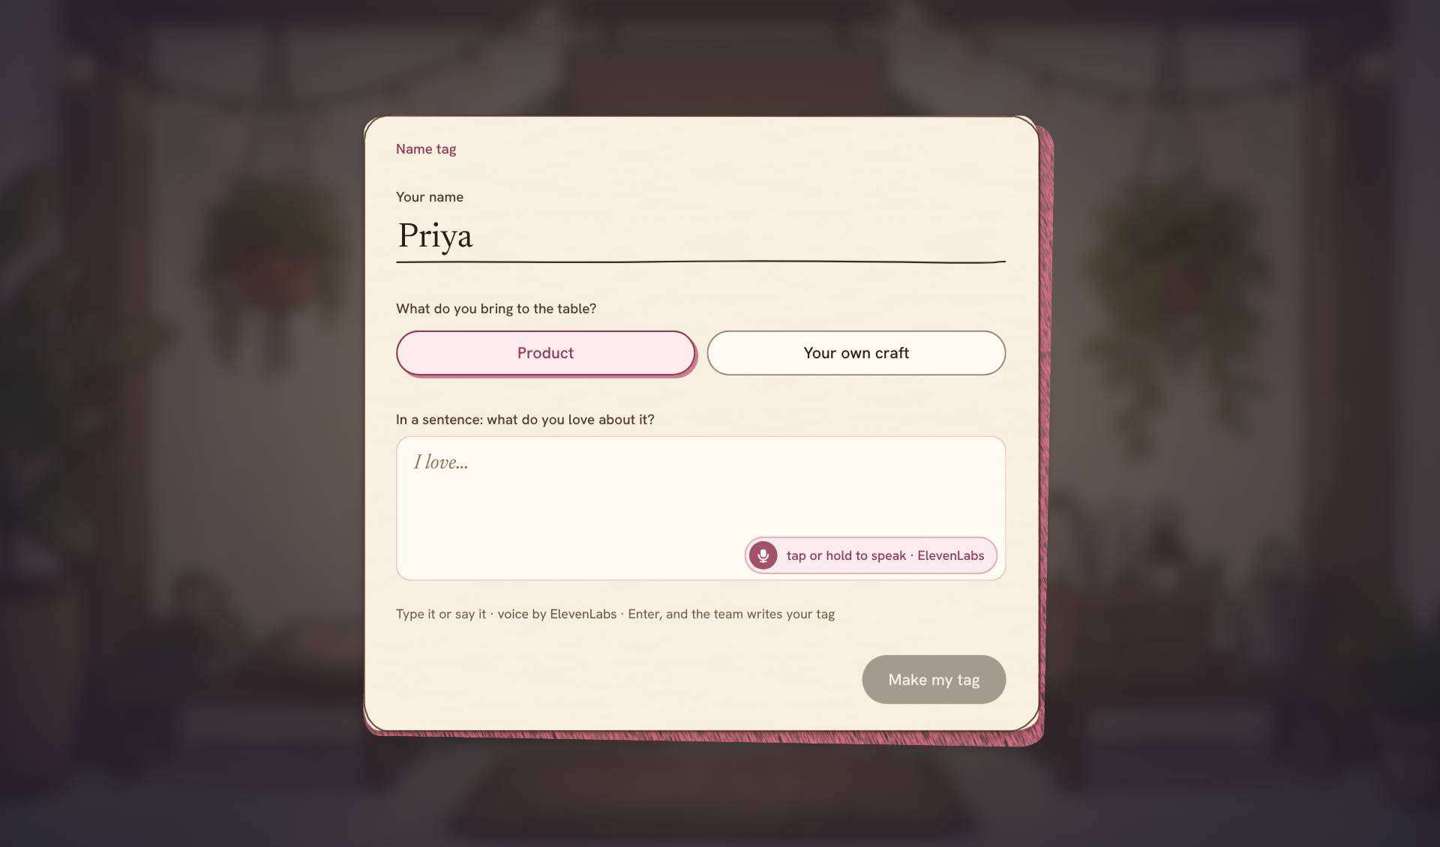 Name tag
Your name
Priya
What do you bring to the table?
Product
Your own craft
In a sentence: what do you love about it?
I love...
tap or hold to speak · ElevenLabs
Type it or say it · voice by ElevenLabs · Enter, and the team writes your tag
Make my tag